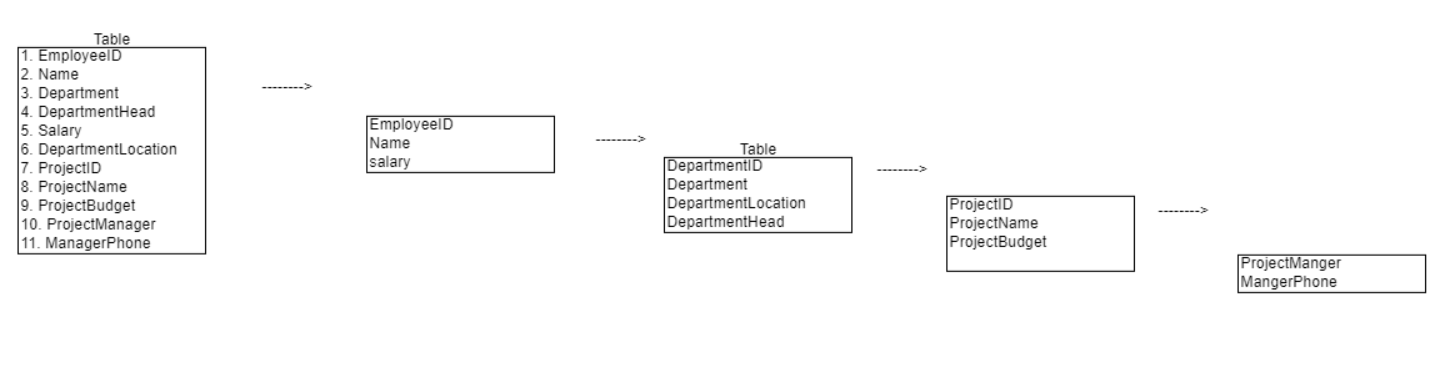 Table
1. EmployeeID
2. Name
3. Department
4. DepartmentHead
5. Salary
6. DepartmentLocation
7. ProjectID
8. ProjectName
9. ProjectBudget
10. ProjectManager
11. ManagerPhone
-------->
EmployeeID
Name
salary
-------->
Table
DepartmentID
Department
DepartmentLocation
DepartmentHead
-------->
ProjectID
ProjectName
ProjectBudget
-------->
ProjectManger
MangerPhone